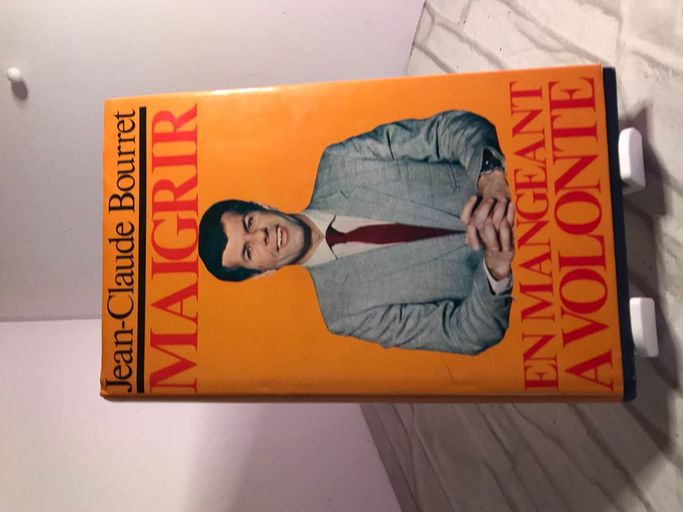 Jean-Claude Bourret
MAIGRIR
EN MANGEANT
A VOLONTE